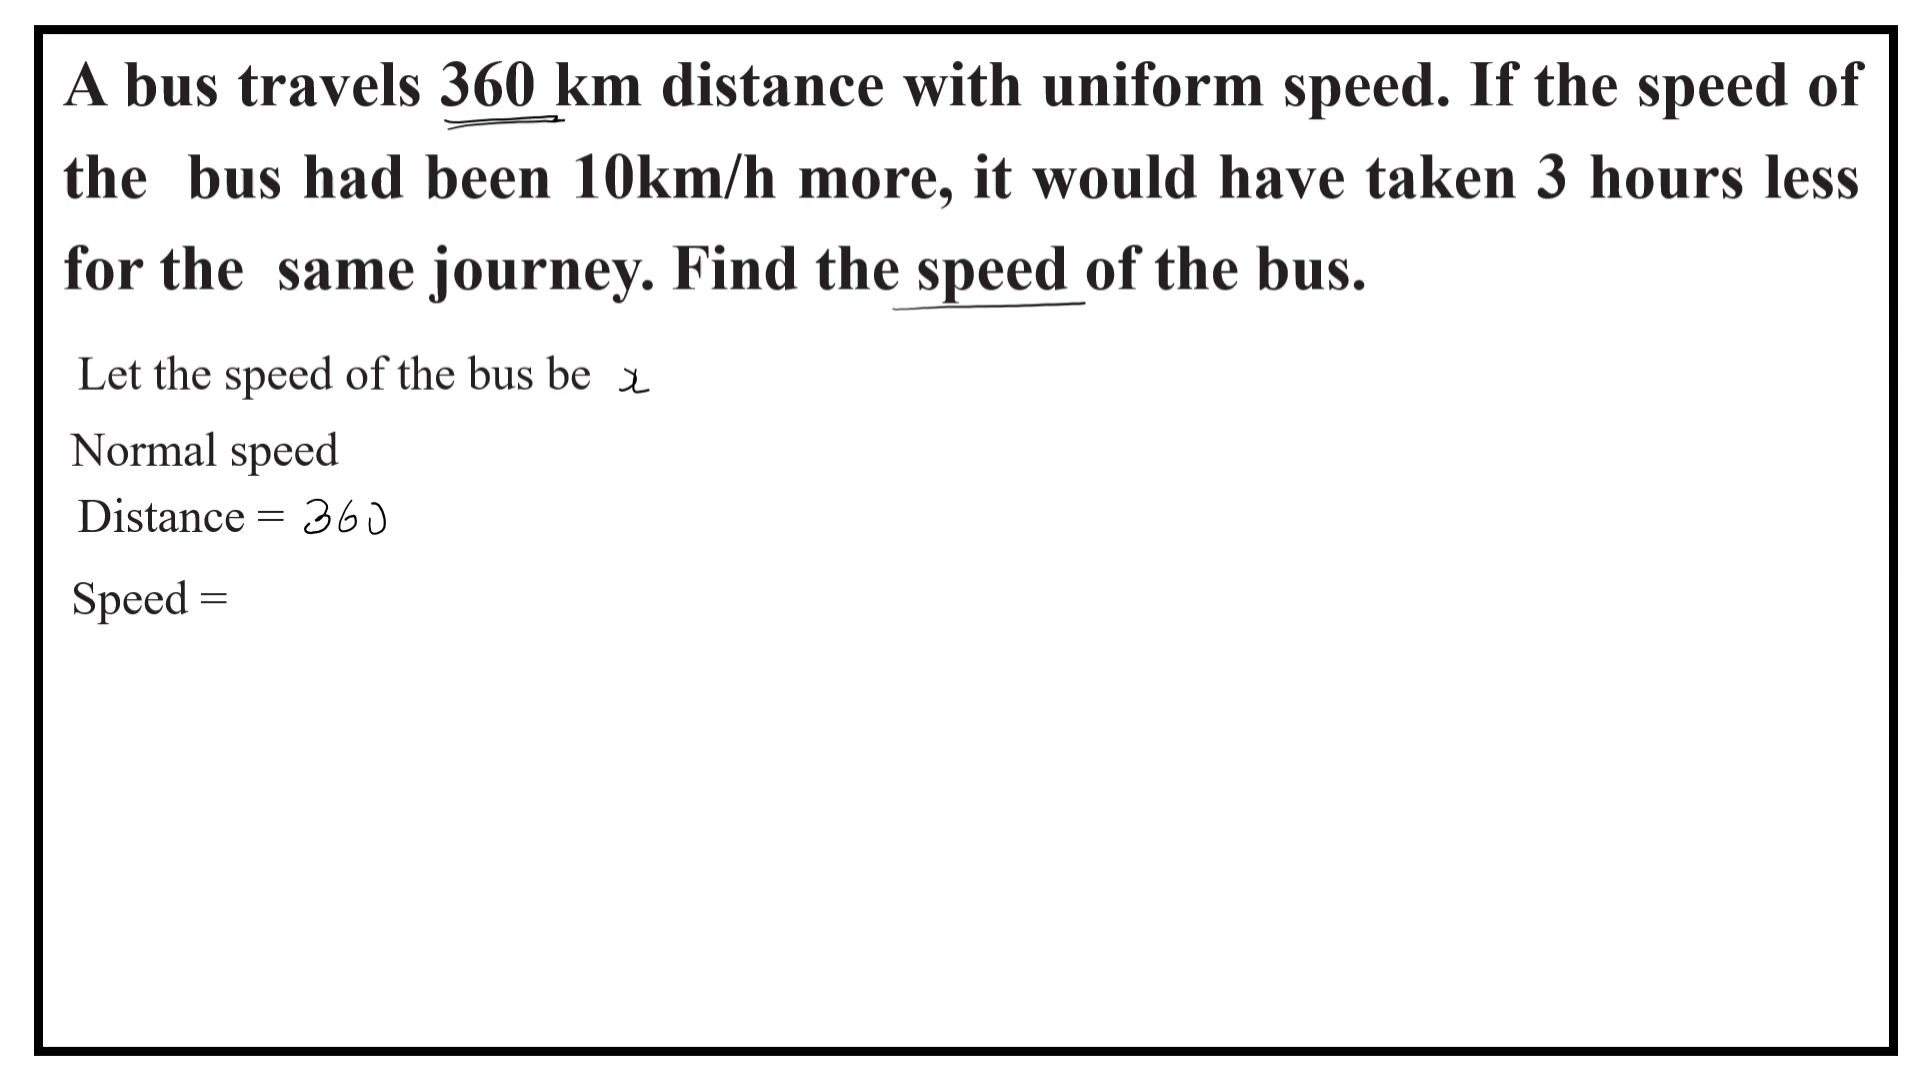 A bus travels 360 km distance with uniform speed. If the speed of
the bus had been 10km/h more, it would have taken 3 hours less
for the same journey. Find the speed of the bus.
Let the speed of the bus be x
Normal speed
Distance = 360
Speed =